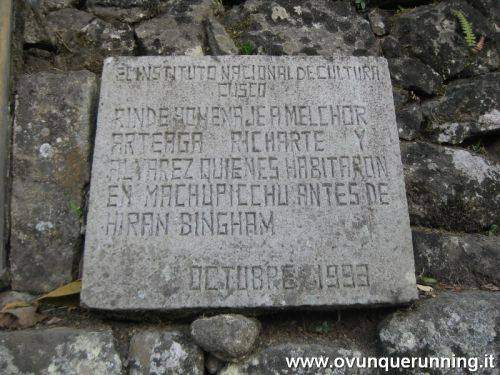 EL INSTITUTO NACIONAL DE CULTURA
CUSCO
RINDE HOMENAJE A MELCHOR
ARTEAGA RICHARTE Y
ALVAREZ QUIENES HABITARON
EN MACHUPICCHU ANTES DE
HIRAN BINGHAM
OCTUBRE 1993
www.ovunquerunning.it